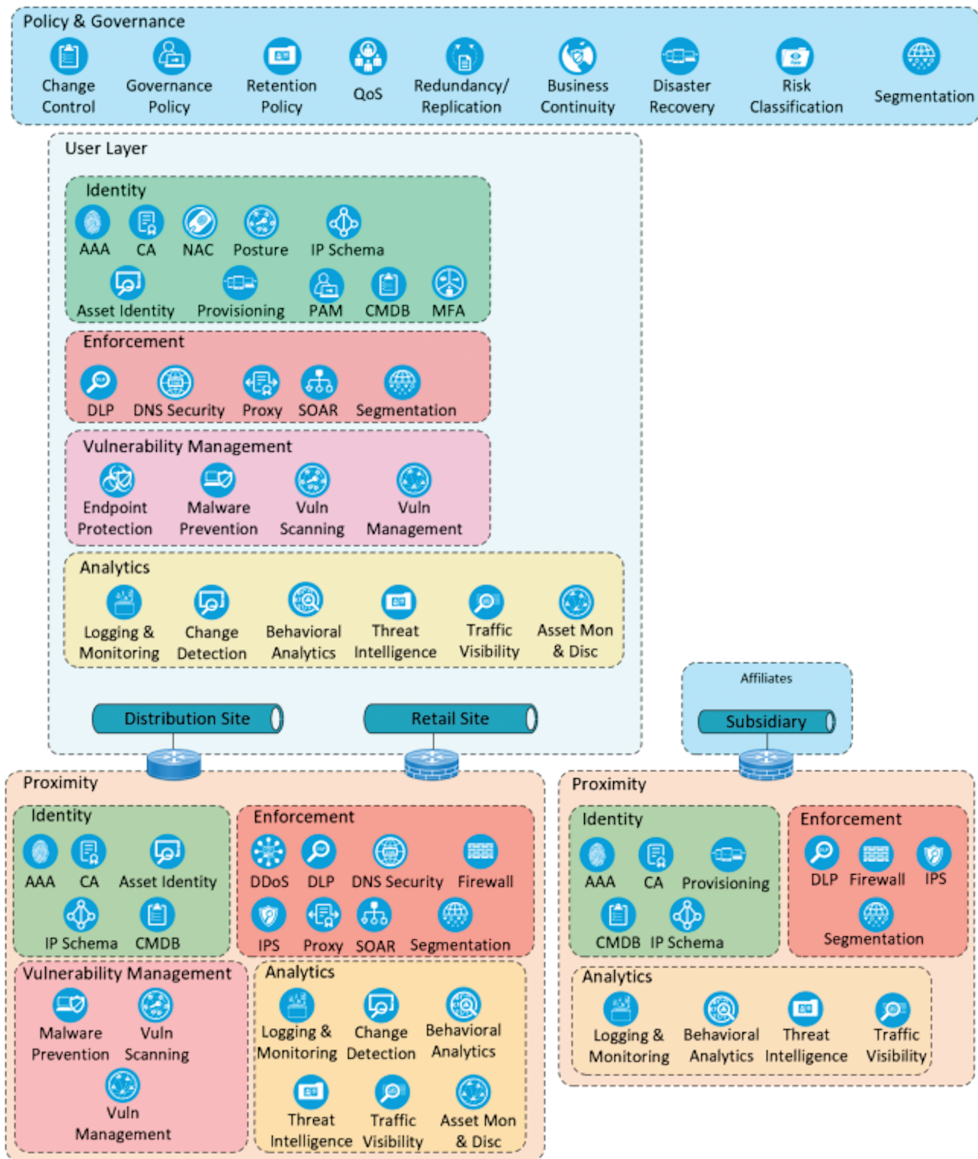 Policy & Governance
Change
Control
Governance
Policy
Retention
Policy
QoS
Redundancy/
Replication
Business
Continuity
Disaster
Recovery
Risk
Classification
Segmentation
User Layer
Identity
AAA
CA
NAC
Posture
IP Schema
Asset Identity
Provisioning
PAM
CMDB
MFA
Enforcement
DLP
DNS Security
Proxy
SOAR
Segmentation
Vulnerability Management
Endpoint
Protection
Malware
Prevention
Vuln
Scanning
Vuln
Management
Analytics
Logging &
Monitoring
Change
Detection
Behavioral
Analytics
Threat
Intelligence
Traffic
Visibility
Asset Mon
& Disc
Distribution Site
Retail Site
Affiliates
Subsidiary
Proximity
Identity
AAA
CA
Asset Identity
IP Schema
CMDB
Enforcement
DDoS
DLP
DNS Security
Firewall
IPS
Proxy
SOAR
Segmentation
Vulnerability Management
Malware
Prevention
Vuln
Scanning
Vuln
Management
Analytics
Logging &
Monitoring
Change
Detection
Behavioral
Analytics
Threat
Intelligence
Traffic
Visibility
Asset Mon
& Disc
Proximity
Identity
AAA
CA
Provisioning
CMDB
IP Schema
Enforcement
DLP
Firewall
IPS
Segmentation
Analytics
Logging &
Monitoring
Behavioral
Analytics
Threat
Intelligence
Traffic
Visibility